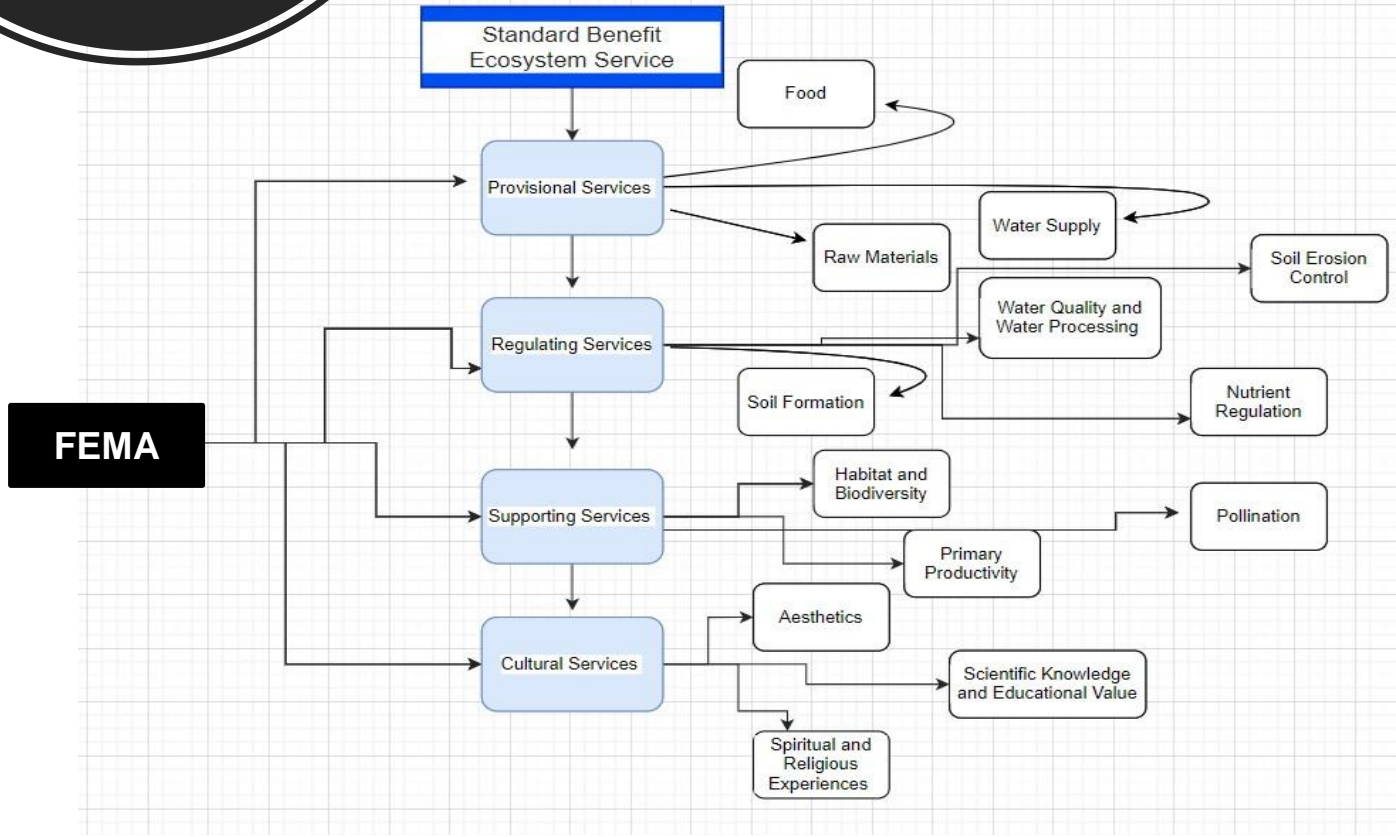 Standard Benefit
Ecosystem Service
Food
Provisional Services
Water Supply
Raw Materials
Soil Erosion
Control
Water Quality and
Water Processing
Regulating Services
Soil Formation
Nutrient
Regulation
FEMA
Habitat and
Biodiversity
Supporting Services
Pollination
Primary
Productivity
Aesthetics
Cultural Services
Scientific Knowledge
and Educational Value
Spiritual and
Religious
Experiences